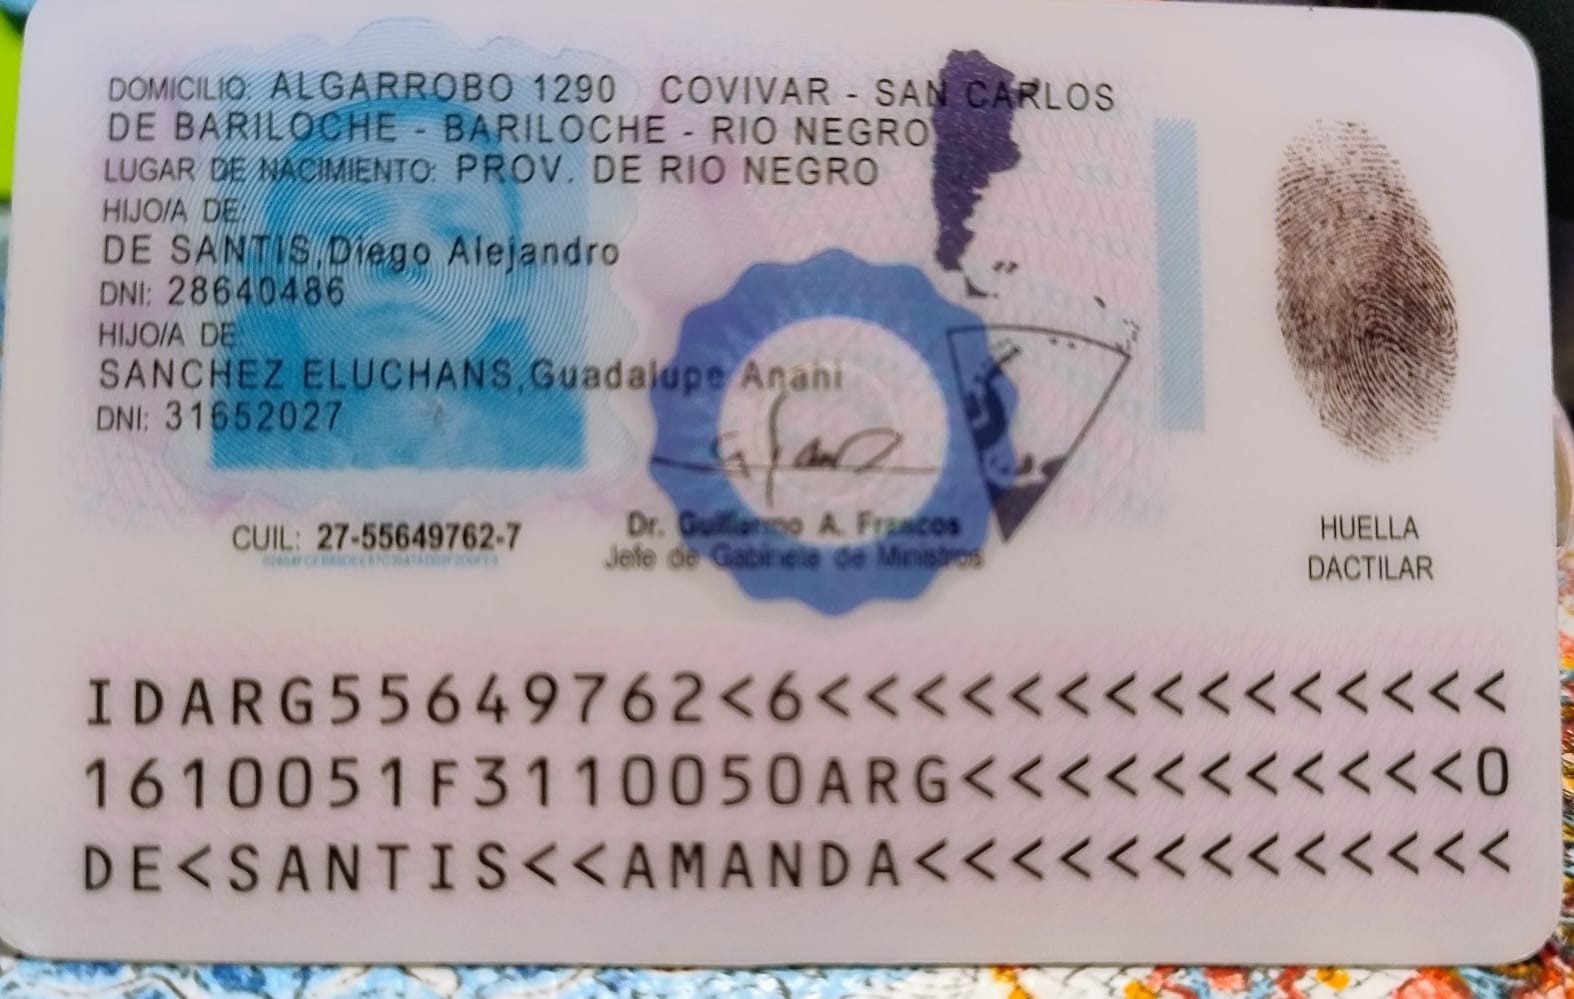 DOMICILIO: ALGARROBO 1290 COVIVAR - SAN CARLOS
DE BARILOCHE - BARILOCHE - RIO NEGRO
LUGAR DE NACIMIENTO: PROV. DE RIO NEGRO
HIJO/A DE:
DE SANTIS,Diego Alejandro
DNI: 28640486
HIJO/A DE:
SANCHEZ ELUCHANS,Guadalupe Anahi
DNI: 31652027
CUIL: 27-55649762-7
Dr. Guillermo A. Francos
Jefe de Gabinete de Ministros
HUELLA
DACTILAR
IDARG55649762<6<<<<<<<<<<<<<<<
1610051F3110050ARG<<<<<<<<<<<0
DE<SANTIS<<AMANDA<<<<<<<<<<<<<